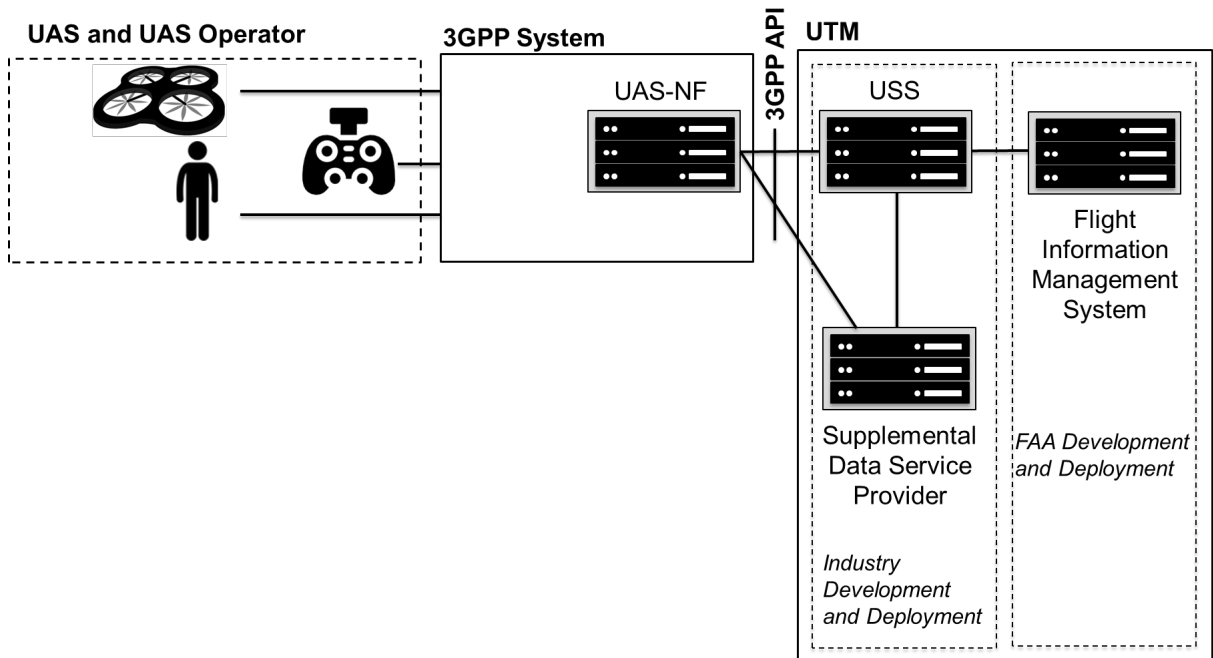 UAS and UAS Operator
3GPP System
3GPP API
UTM
UAS-NF
USS
Flight
Information
Management
System
Supplemental
Data Service
Provider
FAA Development
and Deployment
Industry
Development
and Deployment